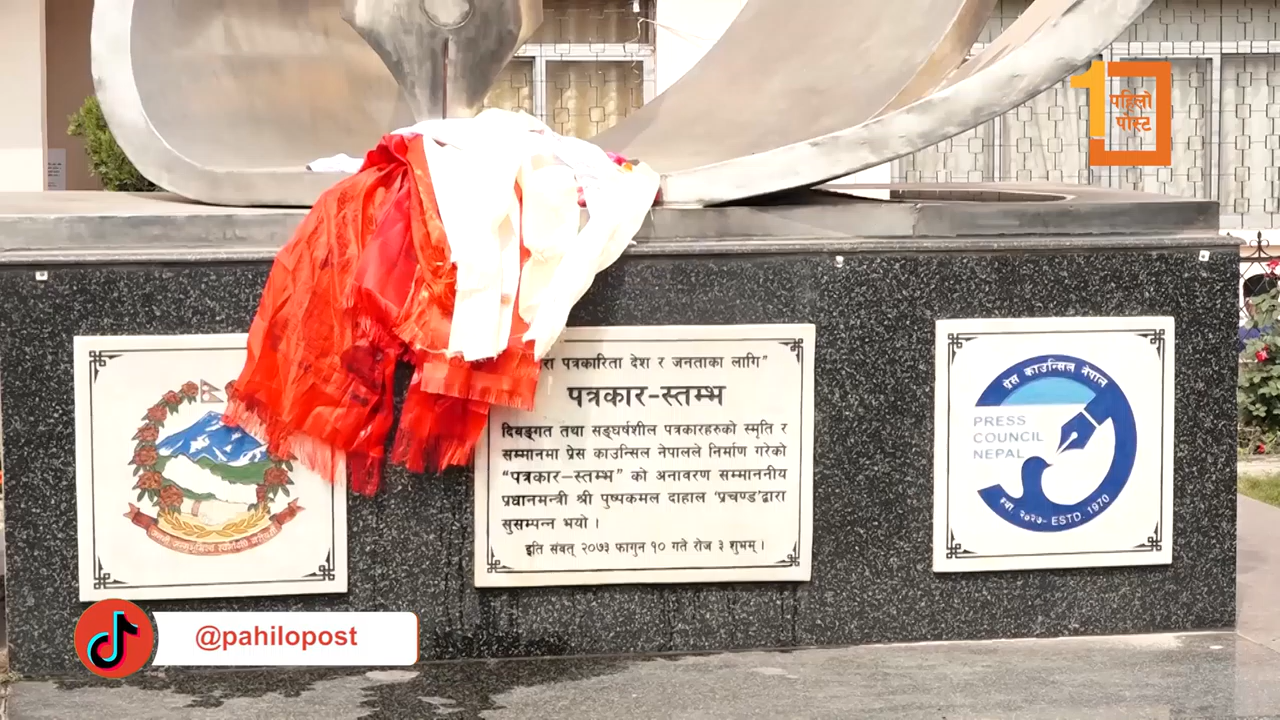 पहिलो
पोस्ट
पत्रकारिता देश र जनताका लागि”
पत्रकार-स्तम्भ
दिवङ्गत तथा सङ्घर्षशील पत्रकारहरुको स्मृति र
सम्मानमा प्रेस काउन्सिल नेपालले निर्माण गरेको
“पत्रकार–स्तम्भ” को अनावरण सम्माननीय
प्रधानमन्त्री श्री पुष्पकमल दाहाल ‘प्रचण्ड’द्वारा
सुसम्पन्न भयो ।
इति संवत् २०७३ फागुन १० गते रोज ३ शुभम् ।
प्रेस काउन्सिल नेपाल
PRESS
COUNCIL
NEPAL
स्था. २०२७- ESTD. 1970
@pahilopost